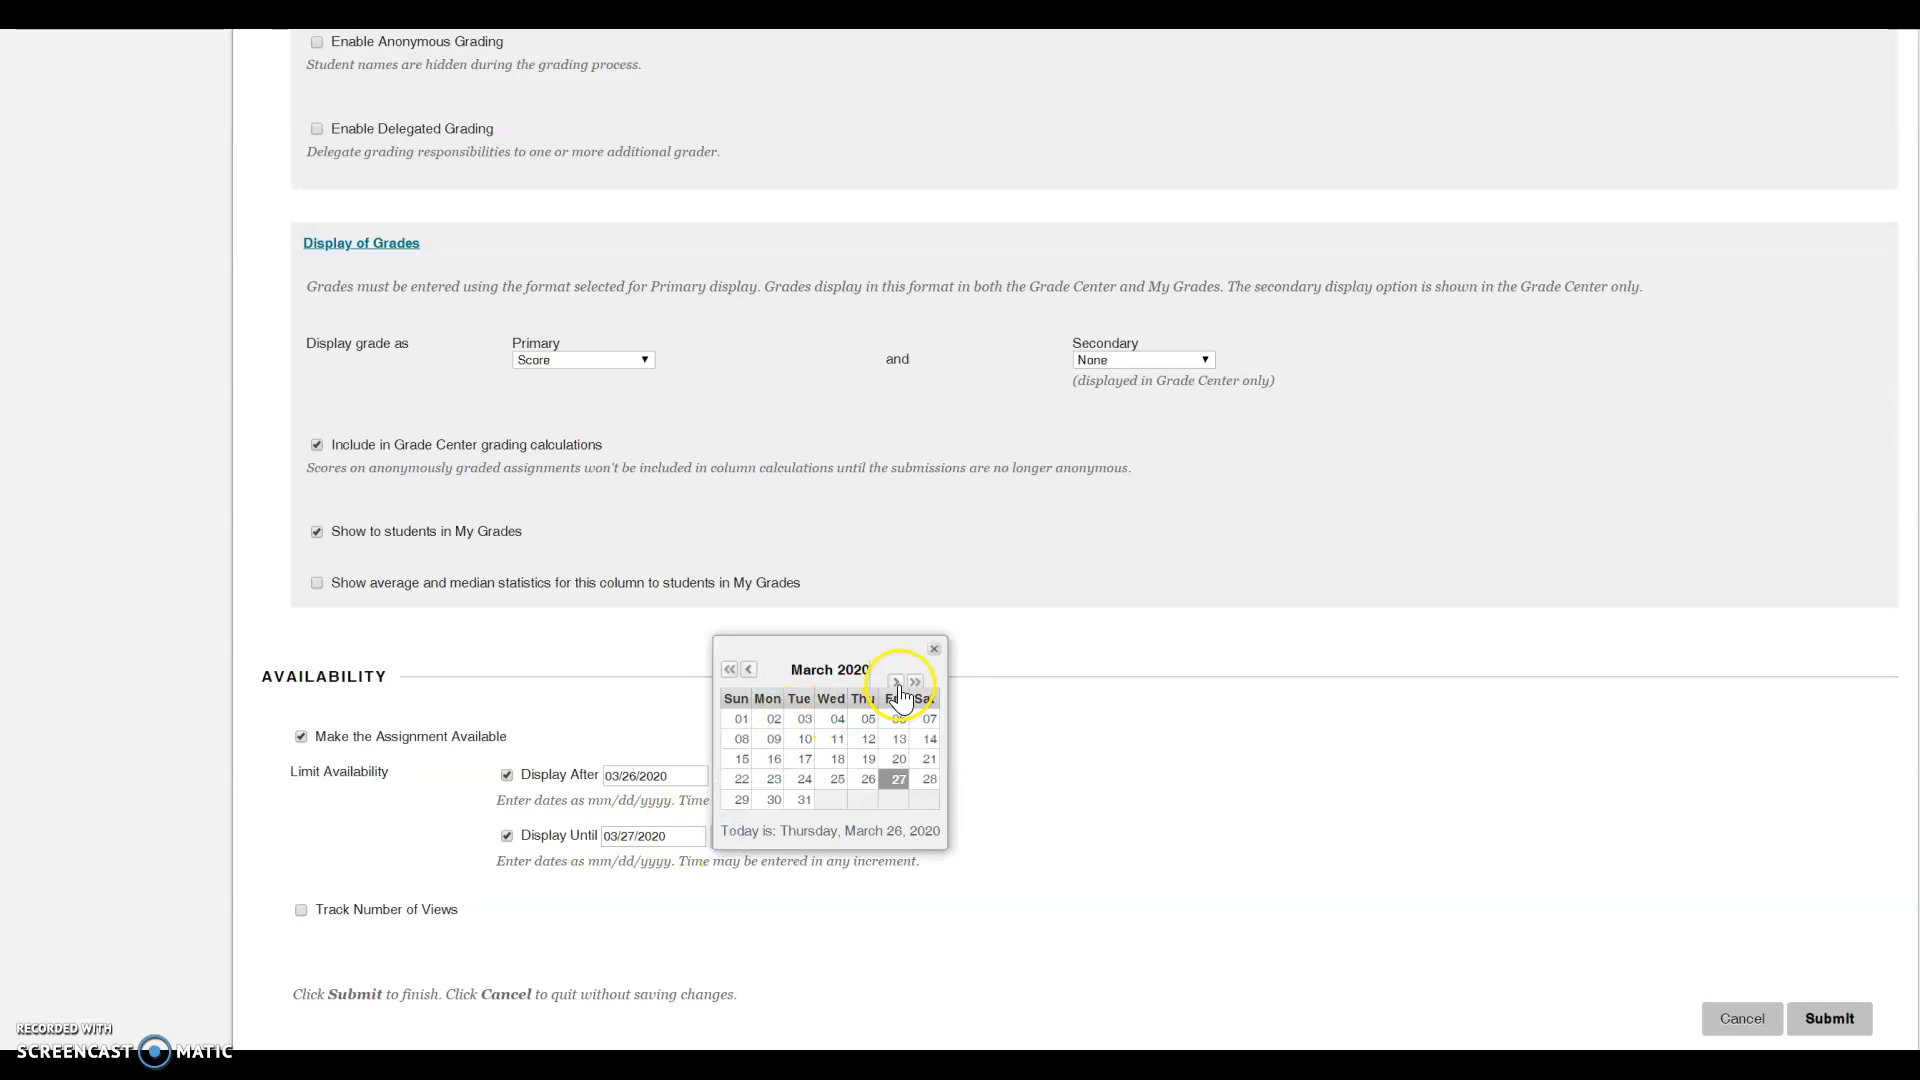 Enable Anonymous Grading
Student names are hidden during the grading process.
Enable Delegated Grading
Delegate grading responsibilities to one or more additional grader.
Display of Grades
Grades must be entered using the format selected for Primary display. Grades display in this format in both the Grade Center and My Grades. The secondary display option is shown in the Grade Center only.
Display grade as
Primary
Score
and
Secondary
None
(displayed in Grade Center only)
Include in Grade Center grading calculations
Scores on anonymously graded assignments won't be included in column calculations until the submissions are no longer anonymous.
Show to students in My Grades
Show average and median statistics for this column to students in My Grades
AVAILABILITY
March 2020
Sun Mon Tue Wed Thu Sat
01 02 03 04 05 07
08 09 10 11 12 13 14
15 16 17 18 19 20 21
22 23 24 25 26 27 28
29 30 31
Today is: Thursday, March 26, 2020
Make the Assignment Available
Limit Availability
Display After 03/26/2020
Enter dates as mm/dd/yyyy. Time
Display Until 03/27/2020
Enter dates as mm/dd/yyyy. Time may be entered in any increment.
Track Number of Views
Click Submit to finish. Click Cancel to quit without saving changes.
Cancel Submit
RECORDED WITH
SCREENCAST MATIC